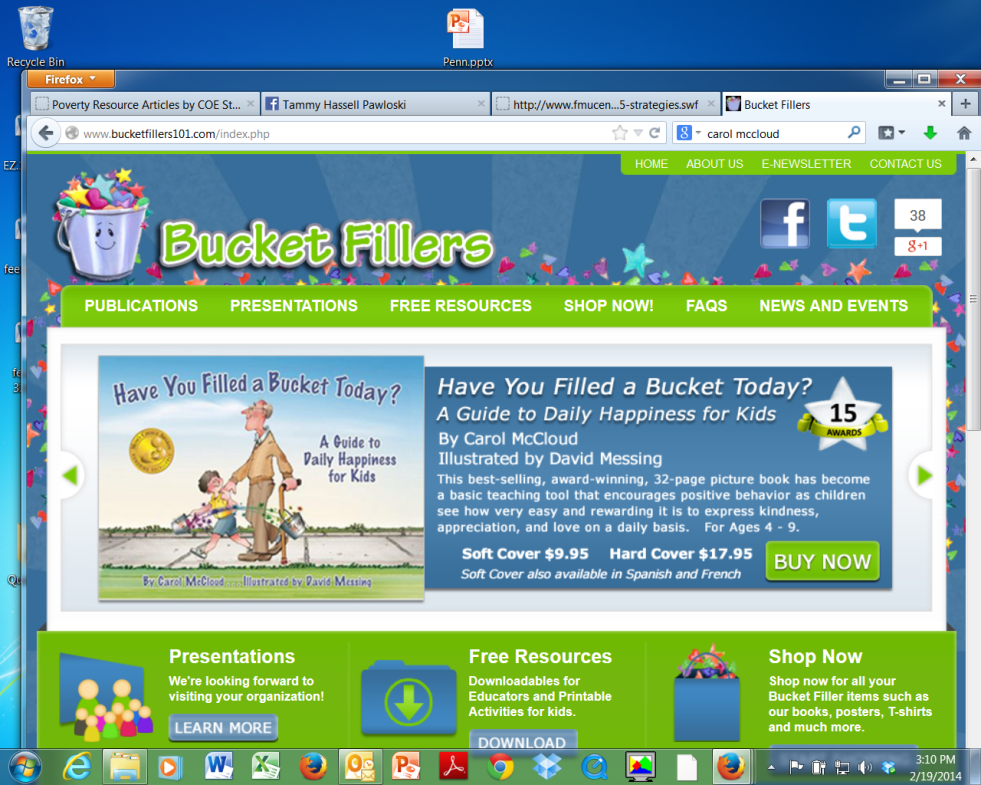 Recycle Bin
Penn.pptx
Firefox
Poverty Resource Articles by COE St...
Tammy Hassell Pawloski
http://www.fmucen...5-strategies.swf
Bucket Fillers
www.bucketfillers101.com/index.php
carol mccloud
EZ...
HOME ABOUT US E-NEWSLETTER CONTACT US
Bucket Fillers
38
g+1
fee
PUBLICATIONS PRESENTATIONS FREE RESOURCES SHOP NOW! FAQS NEWS AND EVENTS
Have You Filled a Bucket Today?
A Guide to
Daily Happiness
for Kids
By Carol McCloud . . . Illustrated by David Messing
Have You Filled a Bucket Today?
A Guide to Daily Happiness for Kids
15
AWARDS
By Carol McCloud
Illustrated by David Messing
This best-selling, award-winning, 32-page picture book has become
a basic teaching tool that encourages positive behavior as children
see how very easy and rewarding it is to express kindness,
appreciation, and love on a daily basis. For Ages 4 - 9.
Soft Cover $9.95 Hard Cover $17.95
Soft Cover also available in Spanish and French
BUY NOW
Presentations
We're looking forward to
visiting your organization!
LEARN MORE
Free Resources
Downloadables for
Educators and Printable
Activities for kids.
DOWNLOAD
Shop Now
Shop now for all your
Bucket Filler items such as
our books, posters, T-shirts
and much more.
3:10 PM
2/19/2014